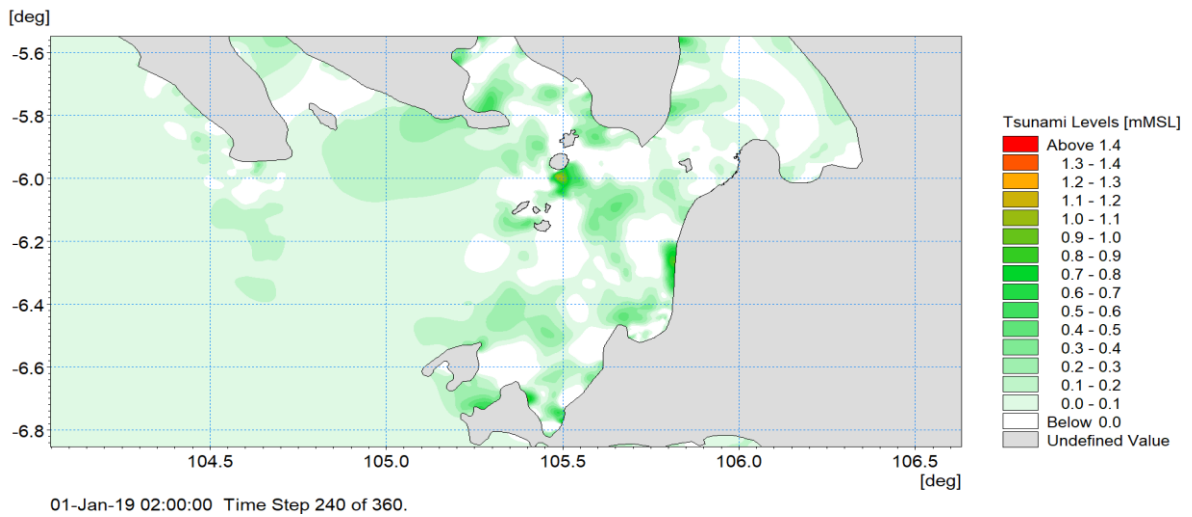 [deg]
-5.6
-5.8
-6.0
-6.2
-6.4
-6.6
-6.8
104.5 105.0 105.5 106.0 106.5
[deg]
01-Jan-19 02:00:00 Time Step 240 of 360.
Tsunami Levels [mMSL]
Above 1.4
1.3 - 1.4
1.2 - 1.3
1.1 - 1.2
1.0 - 1.1
0.9 - 1.0
0.8 - 0.9
0.7 - 0.8
0.6 - 0.7
0.5 - 0.6
0.4 - 0.5
0.3 - 0.4
0.2 - 0.3
0.1 - 0.2
0.0 - 0.1
Below 0.0
Undefined Value